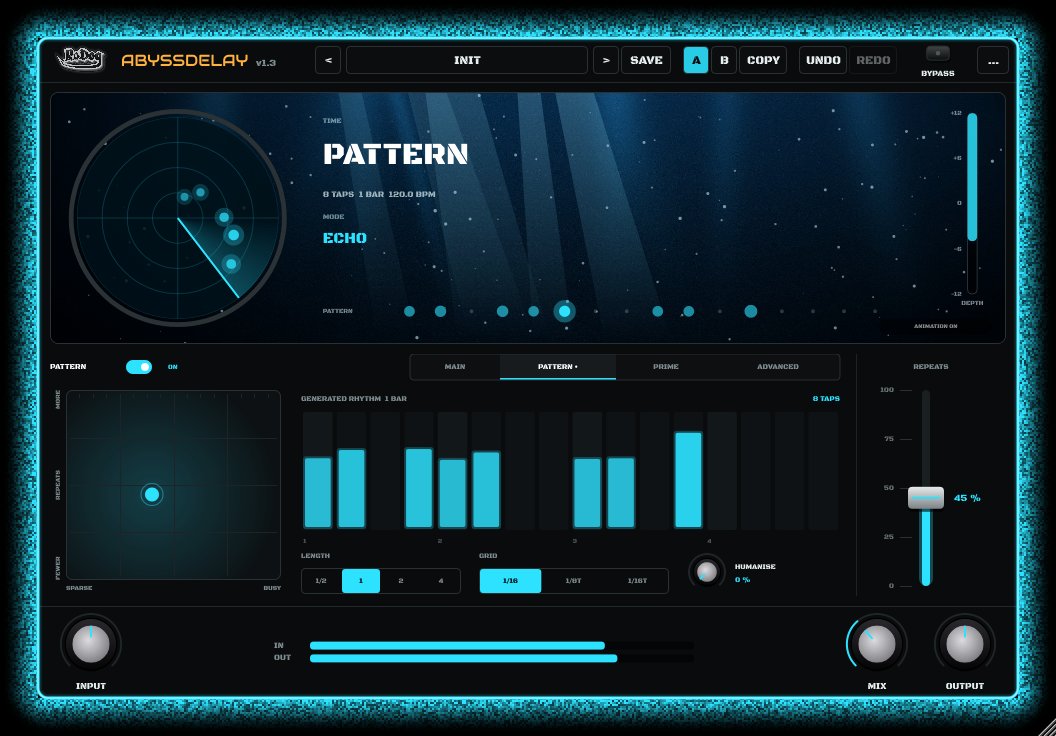 ABYSSDELAY v1.3
< INIT > SAVE A B COPY UNDO REDO
BYPASS
...
TIME
PATTERN
8 TAPS 1 BAR 120.0 BPM
MODE
ECHO
PATTERN
+12
+6
0
-6
-12
DEPTH
ANIMATION ON
PATTERN ON
MAIN PATTERN • PRIME ADVANCED
REPEATS
MORE
REPEATS
FEWER
SPARSE BUSY
GENERATED RHYTHM 1 BAR 8 TAPS
1 2 3 4
LENGTH
1/2 1 2 4
GRID
1/16 1/8T 1/16T
HUMANISE
0 %
100
75
50
25
0
45 %
INPUT
IN
OUT
MIX
OUTPUT